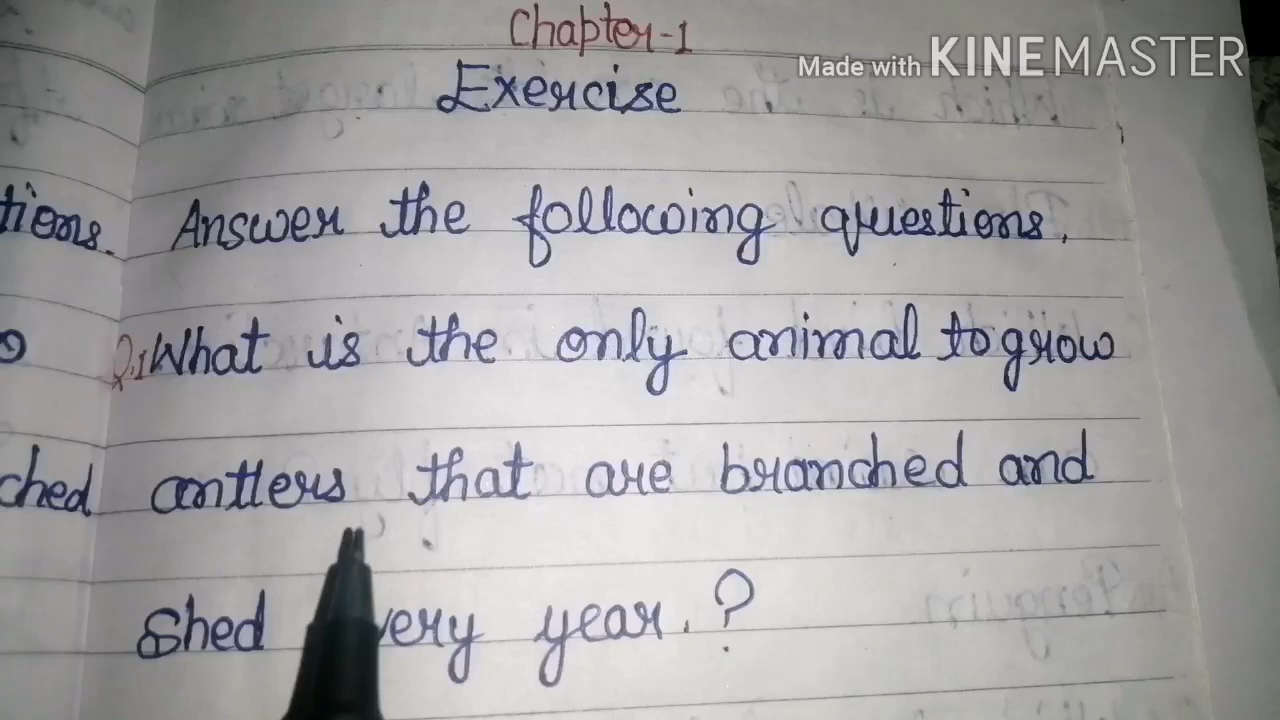 Chapter-1
Made with KINEMASTER
Exercise
tions. Answer the following questions.
Q.1 What is the only animal to grow
ched antlers that are branched and
Shed very year. ?